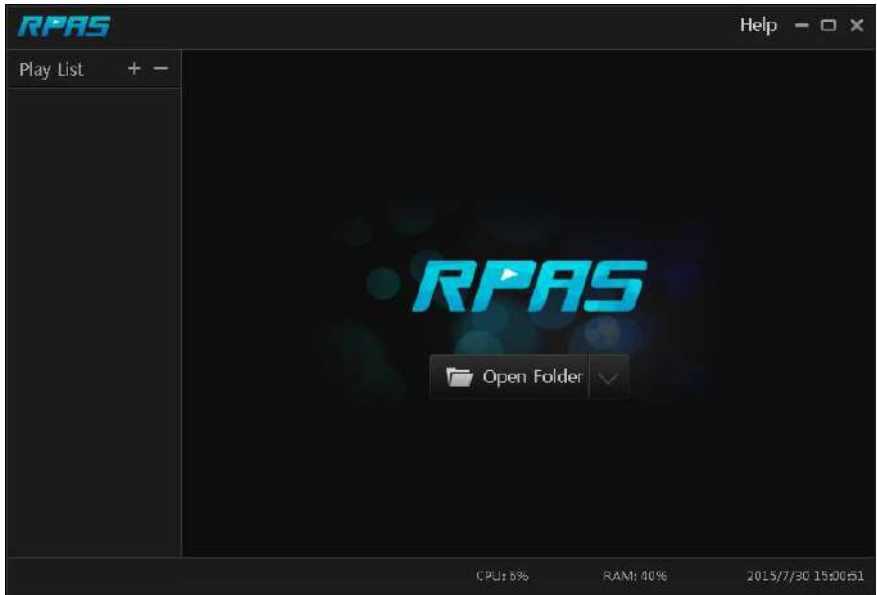 RPAS
Help
Play List
RPAS
Open Folder
CPU: 6% RAM: 40% 2015/7/30 15:00:51